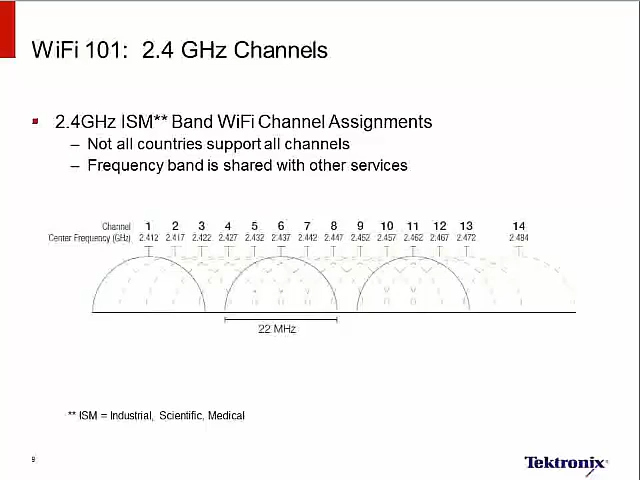 WiFi 101: 2.4 GHz Channels
2.4GHz ISM** Band WiFi Channel Assignments
– Not all countries support all channels
– Frequency band is shared with other services
Channel 1 2 3 4 5 6 7 8 9 10 11 12 13 14
Center Frequency (GHz) 2.412 2.417 2.422 2.427 2.432 2.437 2.442 2.447 2.452 2.457 2.462 2.467 2.472 2.484
22 MHz
** ISM = Industrial, Scientific, Medical
9
Tektronix